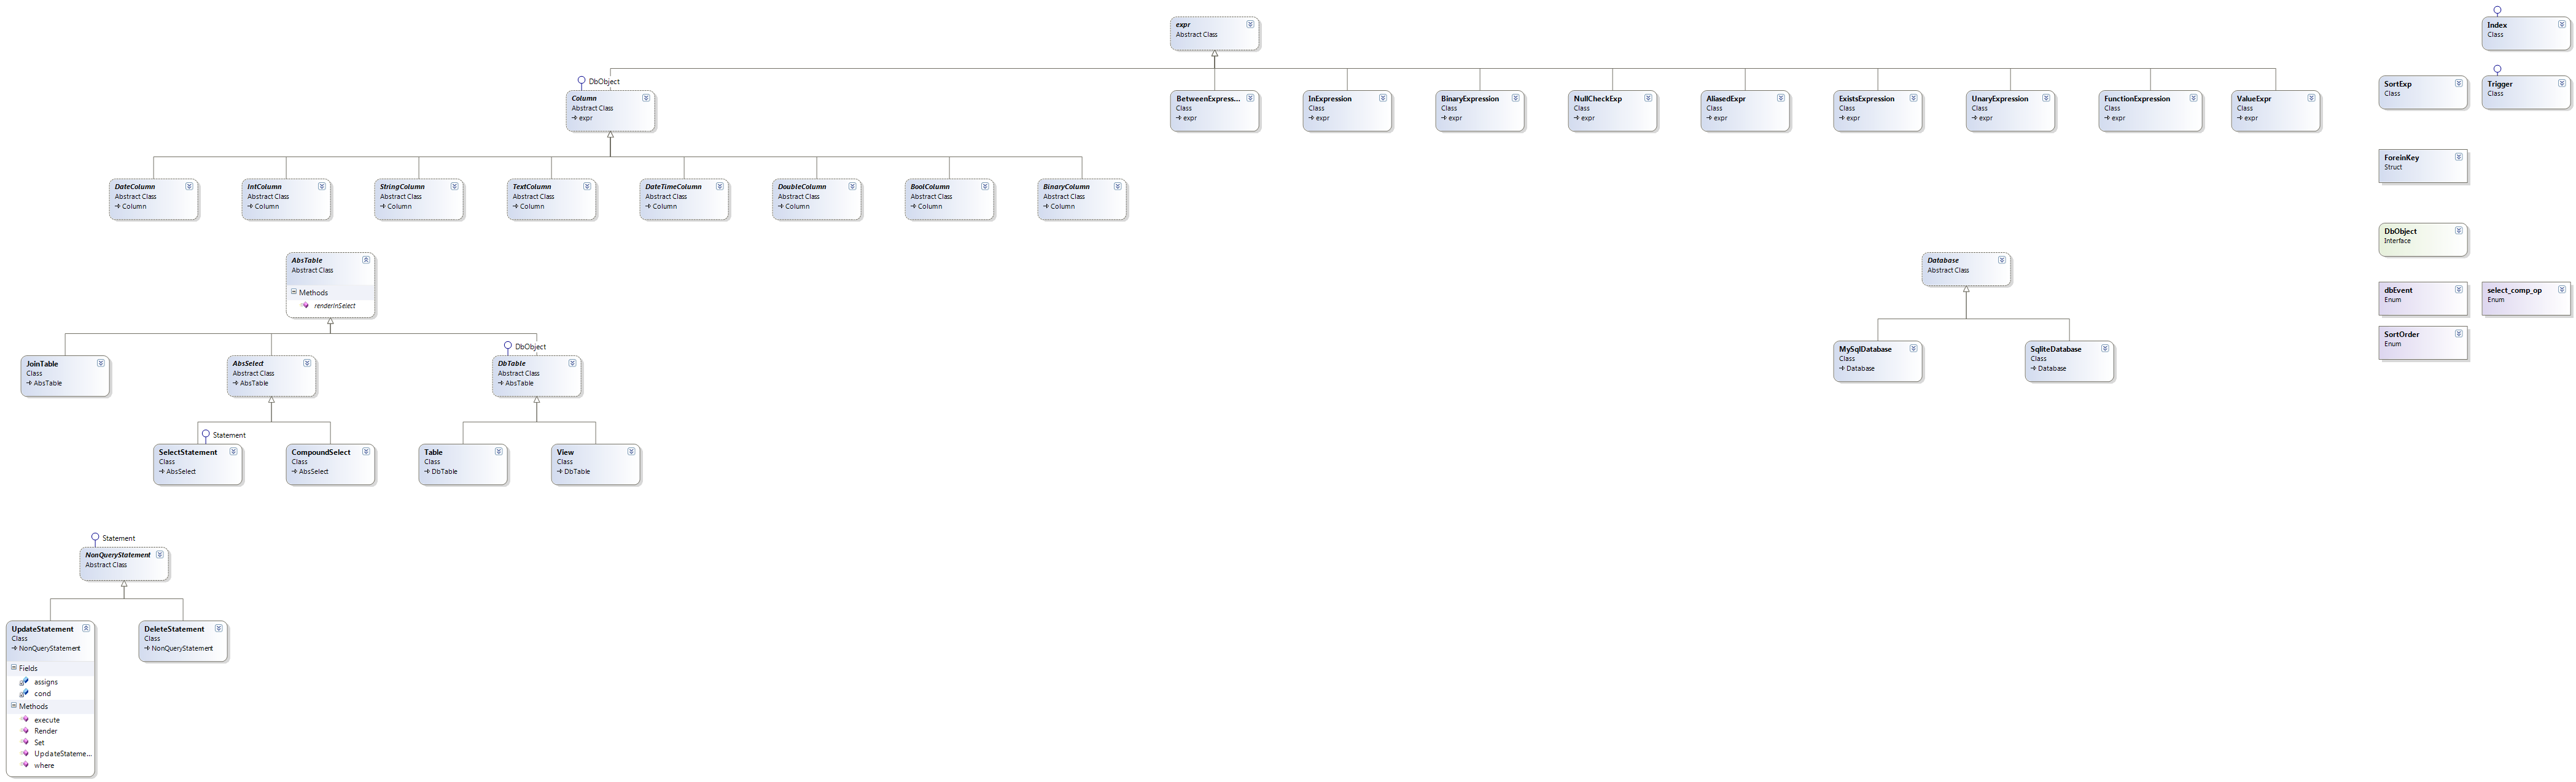 expr
Abstract Class
Index
Class
DbObject
Column
Abstract Class
expr
BetweenExpress...
Class
expr
InExpression
Class
expr
BinaryExpression
Class
expr
NullCheckExp
Class
expr
AliasedExpr
Class
expr
ExistsExpression
Class
expr
UnaryExpression
Class
expr
FunctionExpression
Class
expr
ValueExpr
Class
expr
SortExp
Class
Trigger
Class
ForeinKey
Struct
DateColumn
Abstract Class
Column
IntColumn
Abstract Class
Column
StringColumn
Abstract Class
Column
TextColumn
Abstract Class
Column
DateTimeColumn
Abstract Class
Column
DoubleColumn
Abstract Class
Column
BoolColumn
Abstract Class
Column
BinaryColumn
Abstract Class
Column
DbObject
Interface
AbsTable
Abstract Class
Methods
renderInSelect
Database
Abstract Class
dbEvent
Enum
select_comp_op
Enum
SortOrder
Enum
JoinTable
Class
AbsTable
AbsSelect
Abstract Class
AbsTable
DbObject
DbTable
Abstract Class
AbsTable
MySqlDatabase
Class
Database
SqliteDatabase
Class
Database
Statement
SelectStatement
Class
AbsSelect
CompoundSelect
Class
AbsSelect
Table
Class
DbTable
View
Class
DbTable
Statement
NonQueryStatement
Abstract Class
UpdateStatement
Class
NonQueryStatement
Fields
assigns
cond
Methods
execute
Render
Set
UpdateStateme...
where
DeleteStatement
Class
NonQueryStatement